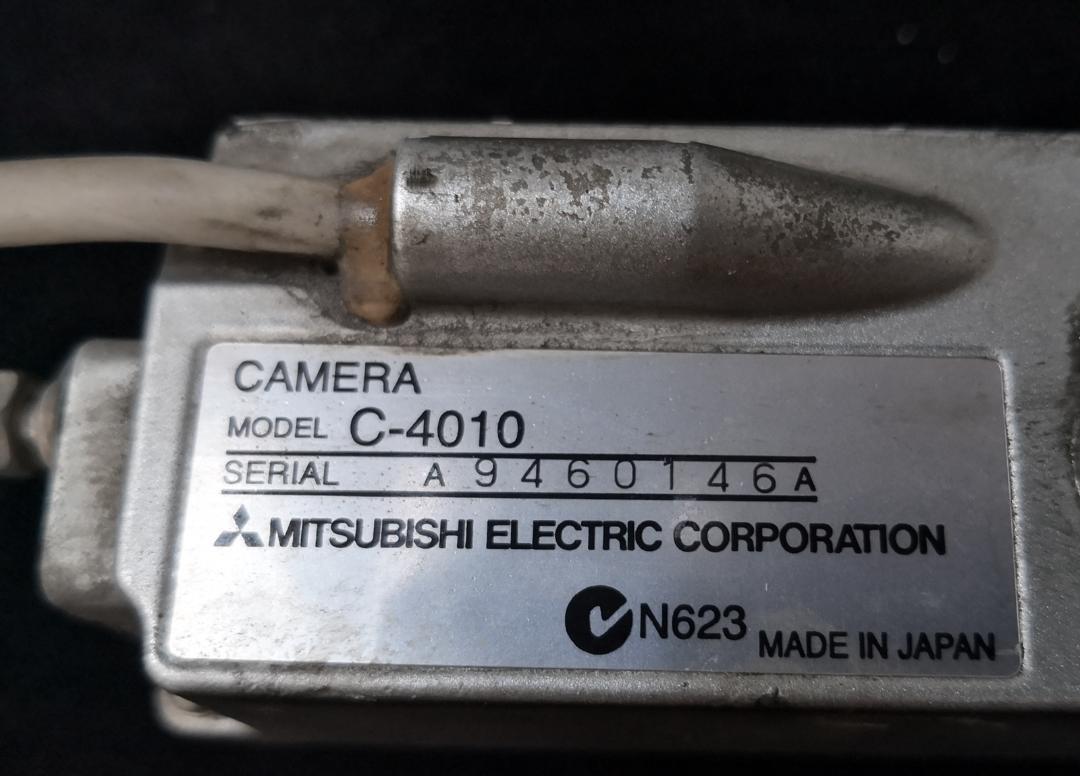 CAMERA
MODEL C-4010
SERIAL A9460146A
MITSUBISHI ELECTRIC CORPORATION
N623 MADE IN JAPAN